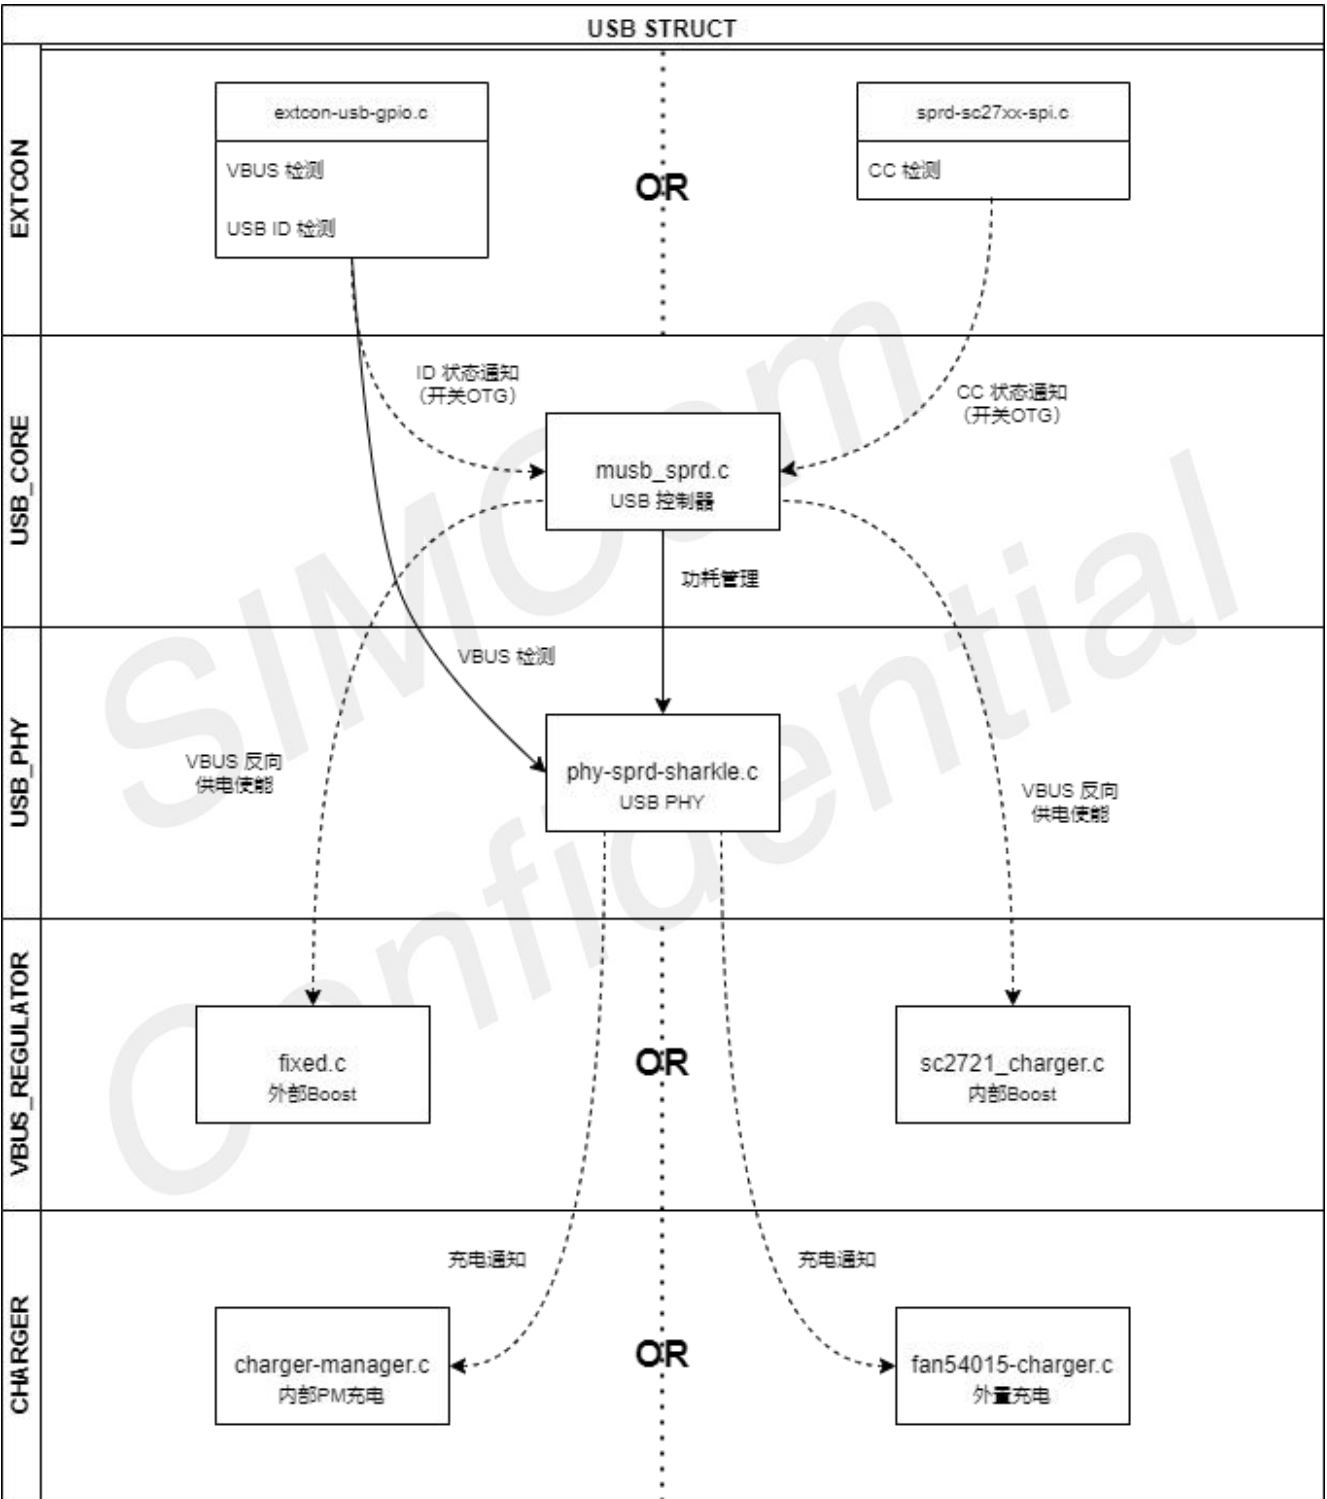 USB STRUCT
EXTCON
extcon-usb-gpio.c
VBUS 检测
USB ID 检测
OR
sprd-sc27xx-spi.c
CC 检测
USB_CORE
ID 状态通知
（开关OTG）
CC 状态通知
（开关OTG）
musb_sprd.c
USB 控制器
功耗管理
USB_PHY
VBUS 检测
VBUS 反向
供电使能
phy-sprd-sharkle.c
USB PHY
VBUS 反向
供电使能
VBUS_REGULATOR
fixed.c
外部Boost
OR
sc2721_charger.c
内部Boost
CHARGER
充电通知
充电通知
charger-manager.c
内部PM充电
OR
fan54015-charger.c
外置充电
SIMCom
Confidential